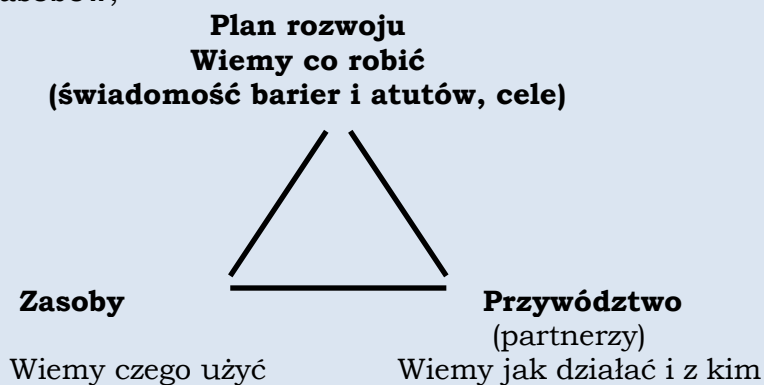 Plan rozwoju
Wiemy co robić
(świadomość barier i atutów, cele)
Zasoby
Przywództwo
(partnerzy)
Wiemy czego użyć
Wiemy jak działać i z kim